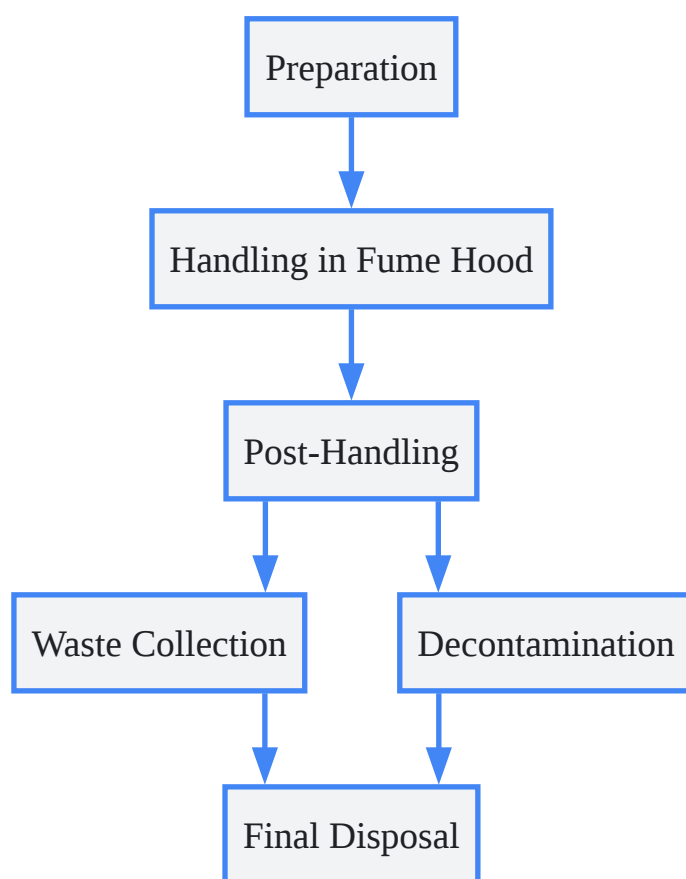 Preparation
Handling in Fume Hood
Post-Handling
Waste Collection
Decontamination
Final Disposal